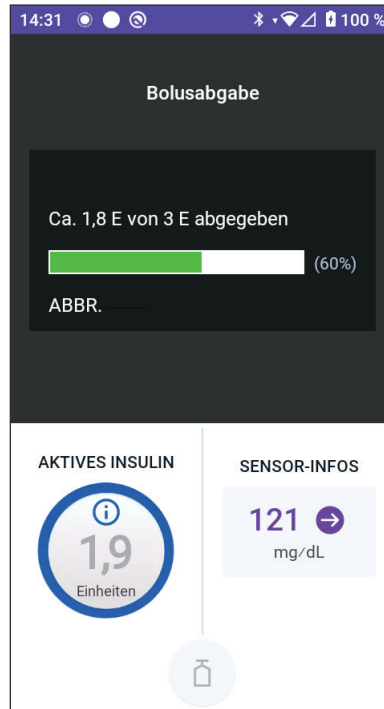 14:31 100 %
Bolusabgabe
Ca. 1,8 E von 3 E abgegeben
(60%)
ABBR.
AKTIVES INSULIN
1,9
Einheiten
SENSOR-INFOS
121
mg/dL